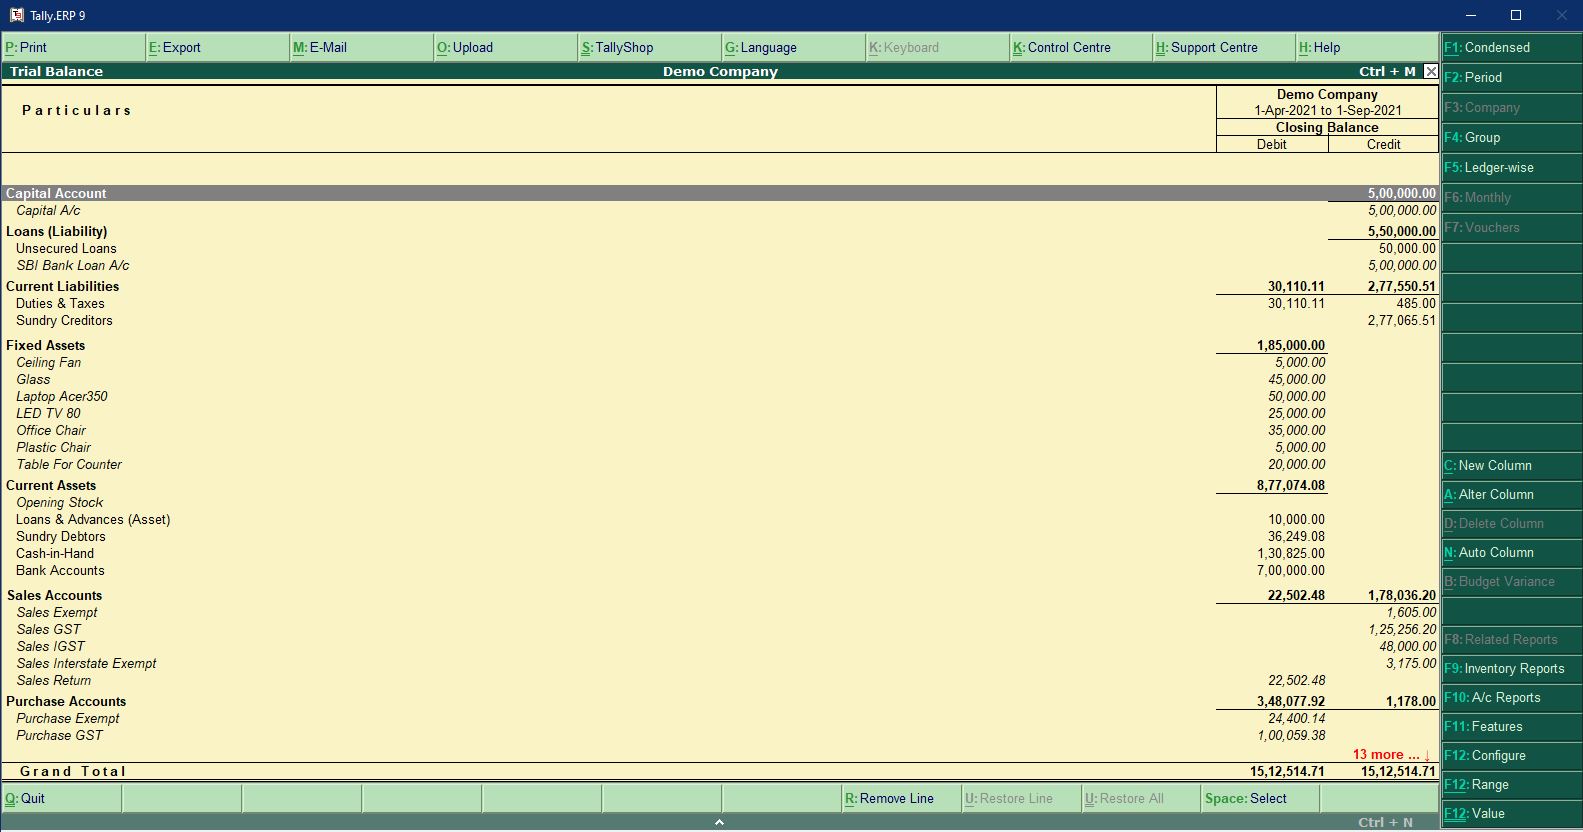 Tally.ERP 9
P: Print E: Export M: E-Mail O: Upload S: TallyShop G: Language K: Keyboard K: Control Centre H: Support Centre H: Help
F1: Condensed
Trial Balance Demo Company Ctrl + M
F2: Period
Particulars
Demo Company
1-Apr-2021 to 1-Sep-2021
F3: Company
Closing Balance
F4: Group
Debit Credit
F5: Ledger-wise
Capital Account 5,00,000.00
F6: Monthly
Capital A/c 5,00,000.00
F7: Vouchers
Loans (Liability) 5,50,000.00
Unsecured Loans 50,000.00
SBI Bank Loan A/c 5,00,000.00
Current Liabilities 30,110.11 2,77,550.51
Duties & Taxes 30,110.11 485.00
Sundry Creditors 2,77,065.51
Fixed Assets 1,85,000.00
Ceiling Fan 5,000.00
Glass 45,000.00
Laptop Acer350 50,000.00
LED TV 80 25,000.00
Office Chair 35,000.00
Plastic Chair 5,000.00
Table For Counter 20,000.00
C: New Column
Current Assets 8,77,074.08
A: Alter Column
Opening Stock
Loans & Advances (Asset) 10,000.00
D: Delete Column
Sundry Debtors 36,249.08
Cash-in-Hand 1,30,825.00
N: Auto Column
Bank Accounts 7,00,000.00
B: Budget Variance
Sales Accounts 22,502.48 1,78,036.20
Sales Exempt 1,605.00
Sales GST 1,25,256.20
F8: Related Reports
Sales IGST 48,000.00
Sales Interstate Exempt 3,175.00
F9: Inventory Reports
Sales Return 22,502.48
F10: A/c Reports
Purchase Accounts 3,48,077.92 1,178.00
Purchase Exempt 24,400.14
F11: Features
Purchase GST 1,00,059.38
13 more ... ↓
F12: Configure
Grand Total 15,12,514.71 15,12,514.71
F12: Range
Q: Quit R: Remove Line U: Restore Line U: Restore All Space: Select
F12: Value
Ctrl + N